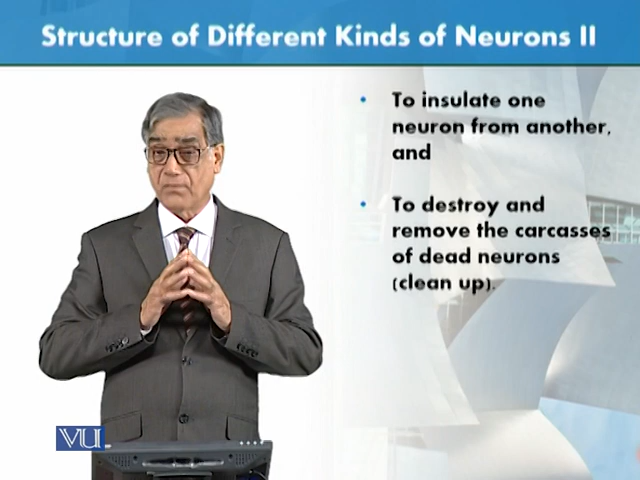 Structure of Different Kinds of Neurons II
• To insulate one
neuron from another,
and
• To destroy and
remove the carcasses
of dead neurons
(clean up).
VU